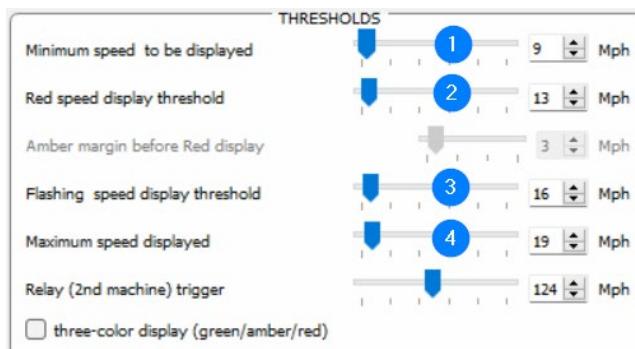 THRESHOLDS
Minimum speed to be displayed 1 9 Mph
Red speed display threshold 2 13 Mph
Amber margin before Red display 3 Mph
Flashing speed display threshold 3 16 Mph
Maximum speed displayed 4 19 Mph
Relay (2nd machine) trigger 124 Mph
three-color display (green/amber/red)